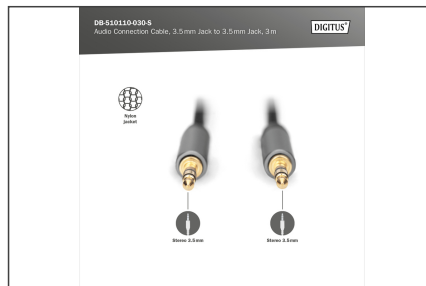 DB-510110-030-S
Audio Connection Cable, 3.5 mm Jack to 3.5 mm Jack, 3 m
DIGITUS®
Nylon
jacket
Stereo 3.5mm
Stereo 3.5mm